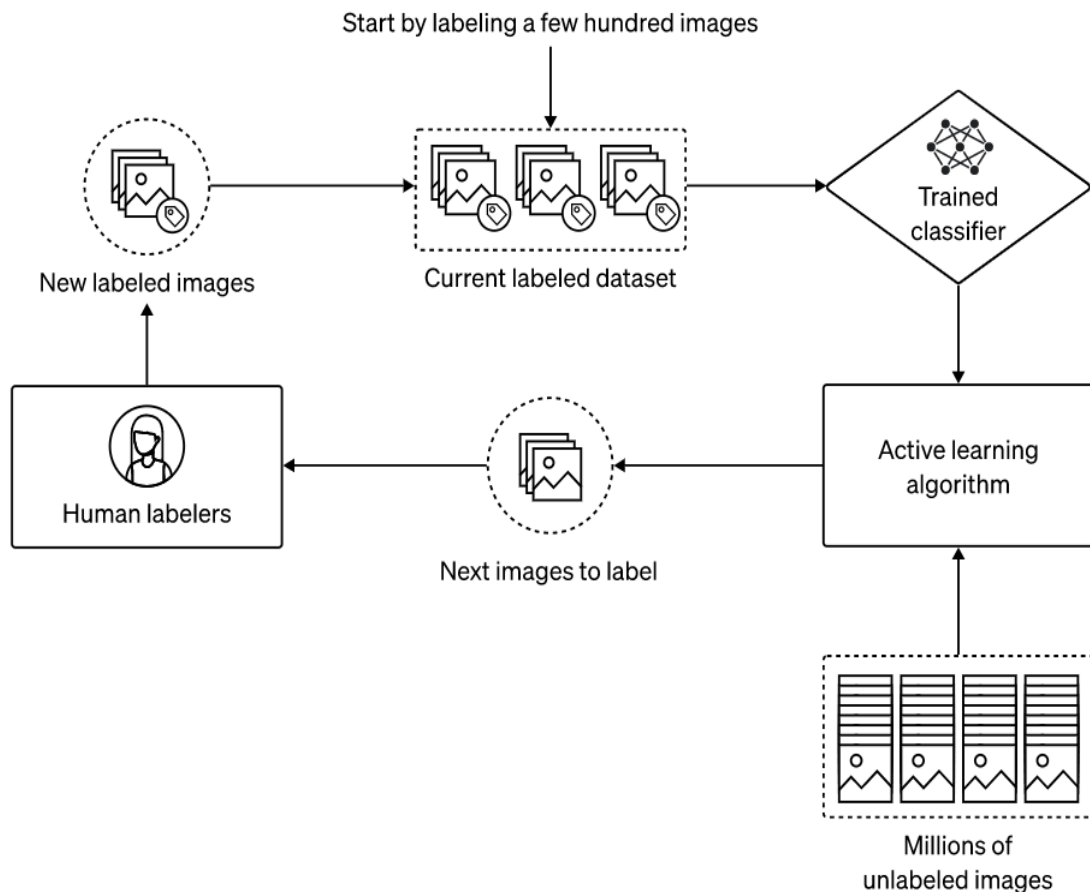 Start by labeling a few hundred images
Trained
classifier
New labeled images
Current labeled dataset
Human labelers
Next images to label
Active learning
algorithm
Millions of
unlabeled images